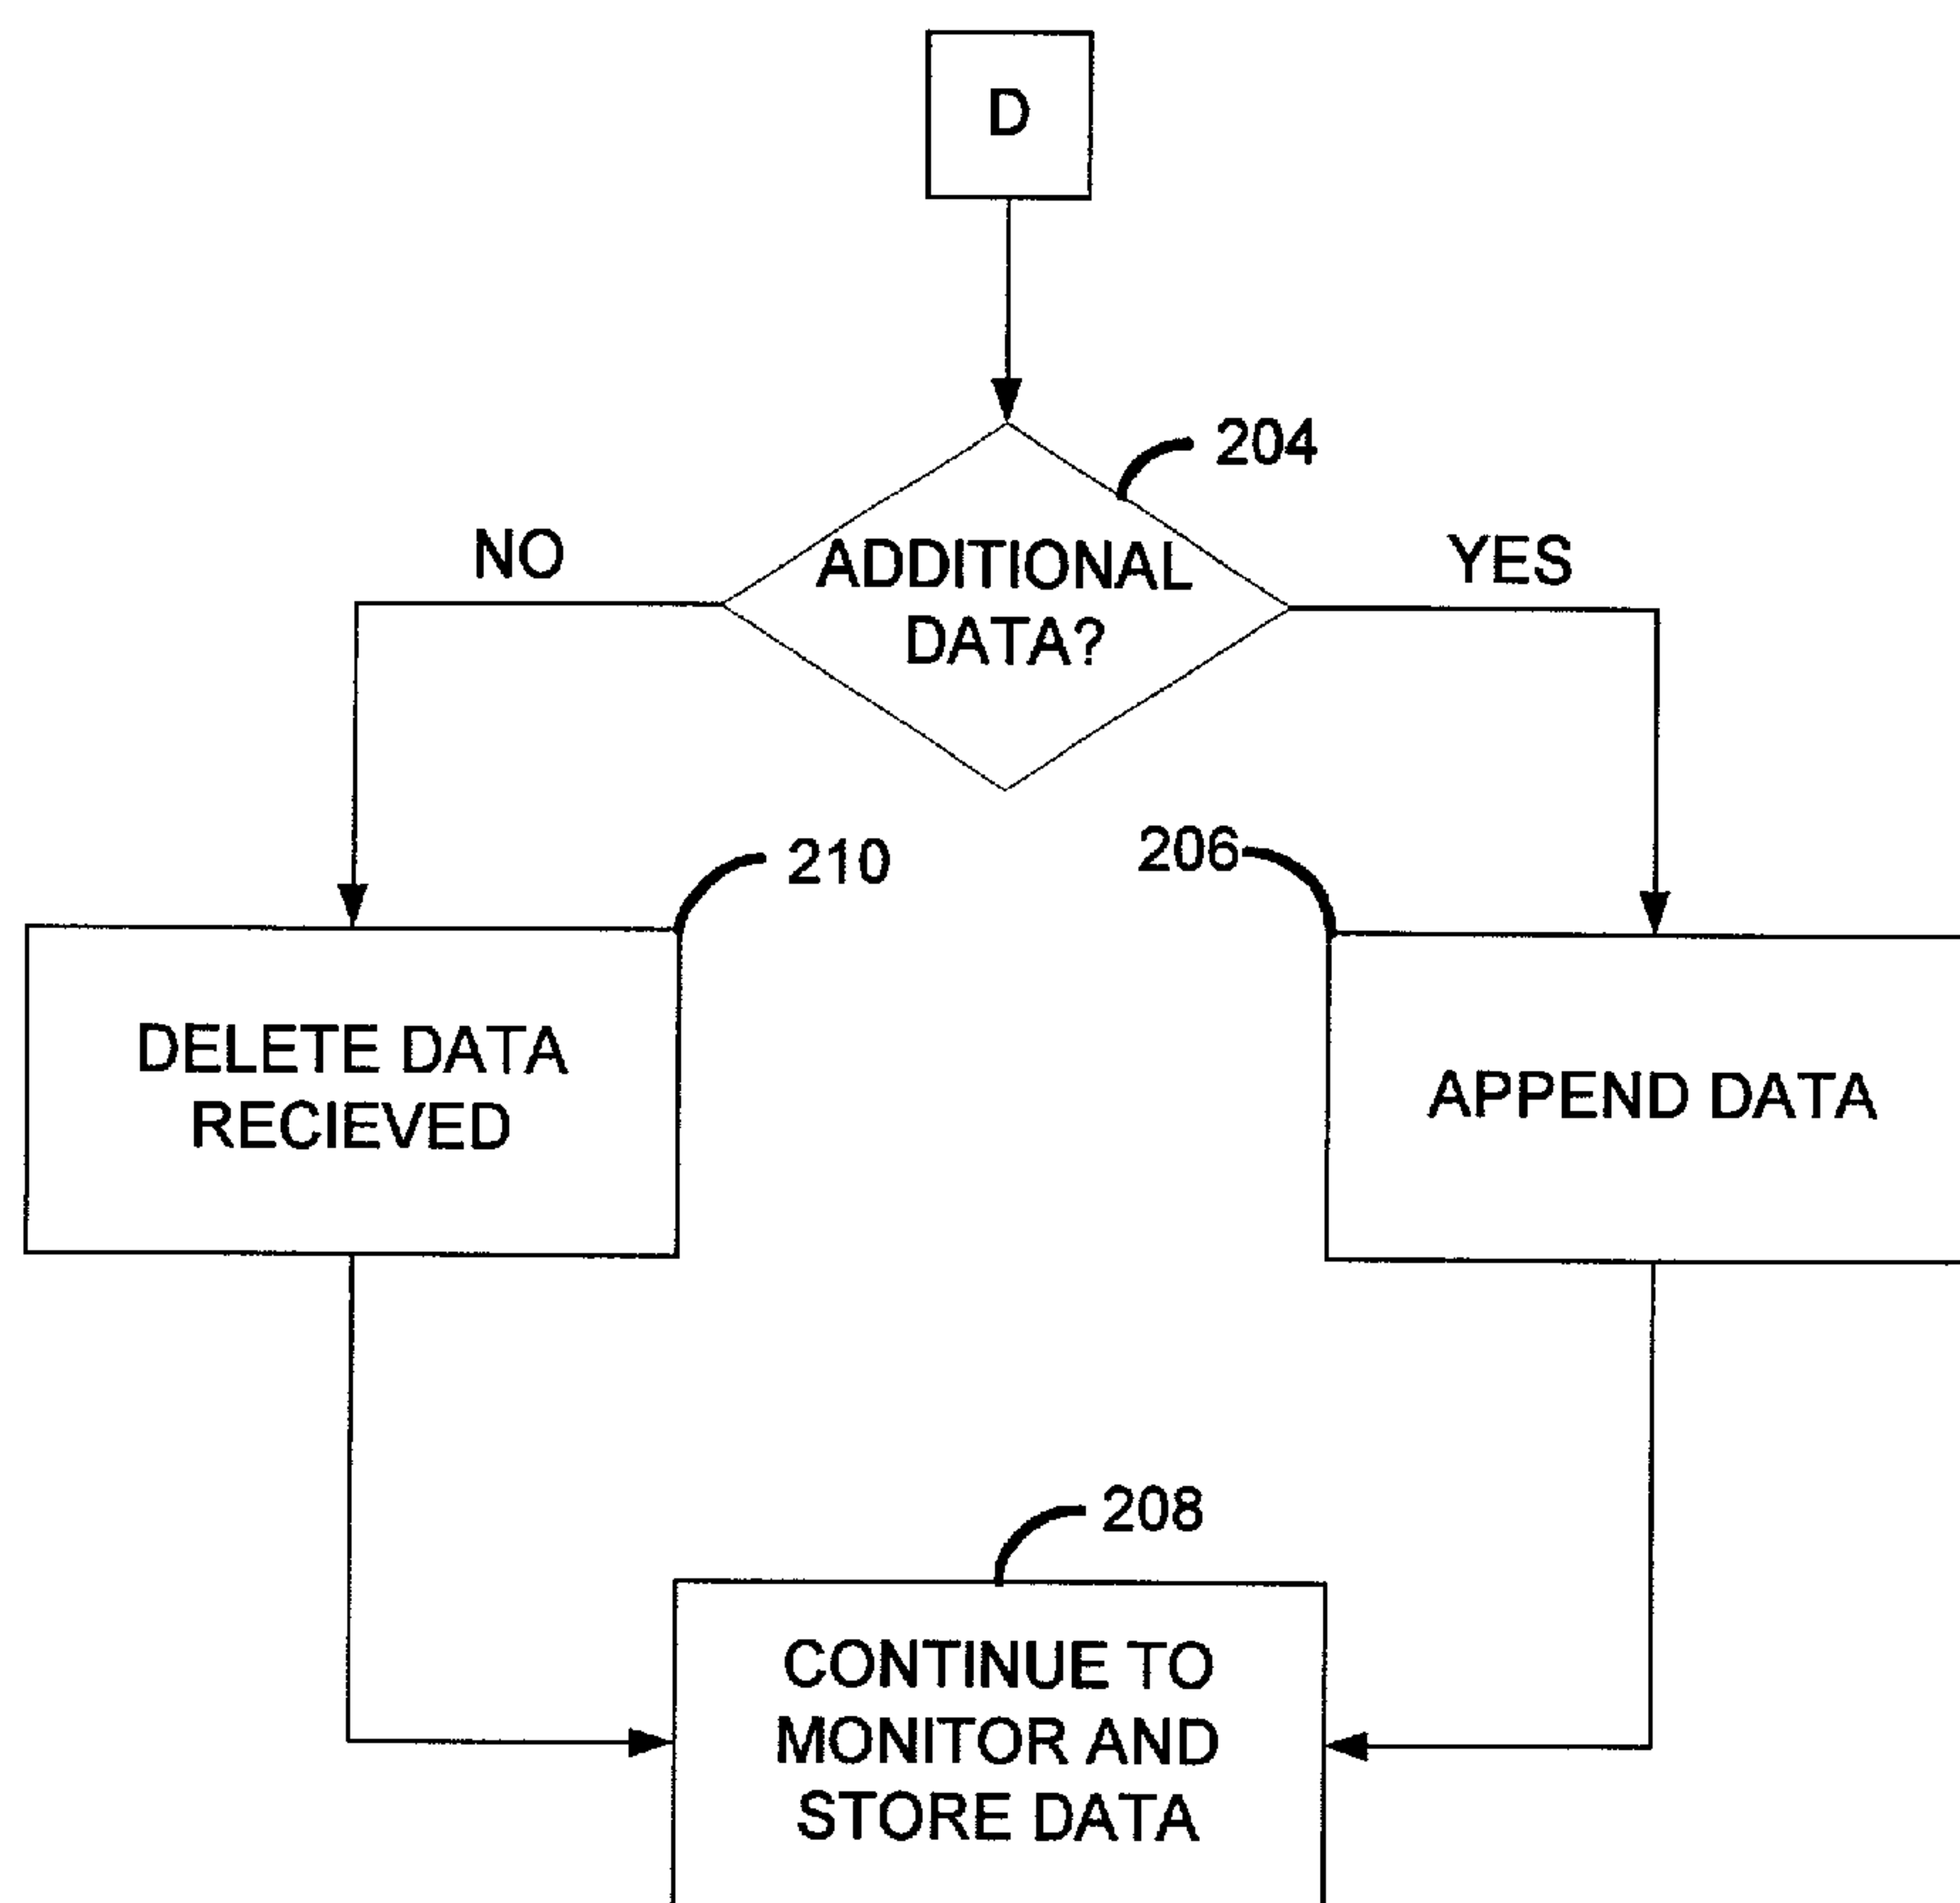 D
204
ADDITIONAL
DATA?
NO
YES
210
206
DELETE DATA
RECIEVED
APPEND DATA
208
CONTINUE TO
MONITOR AND
STORE DATA